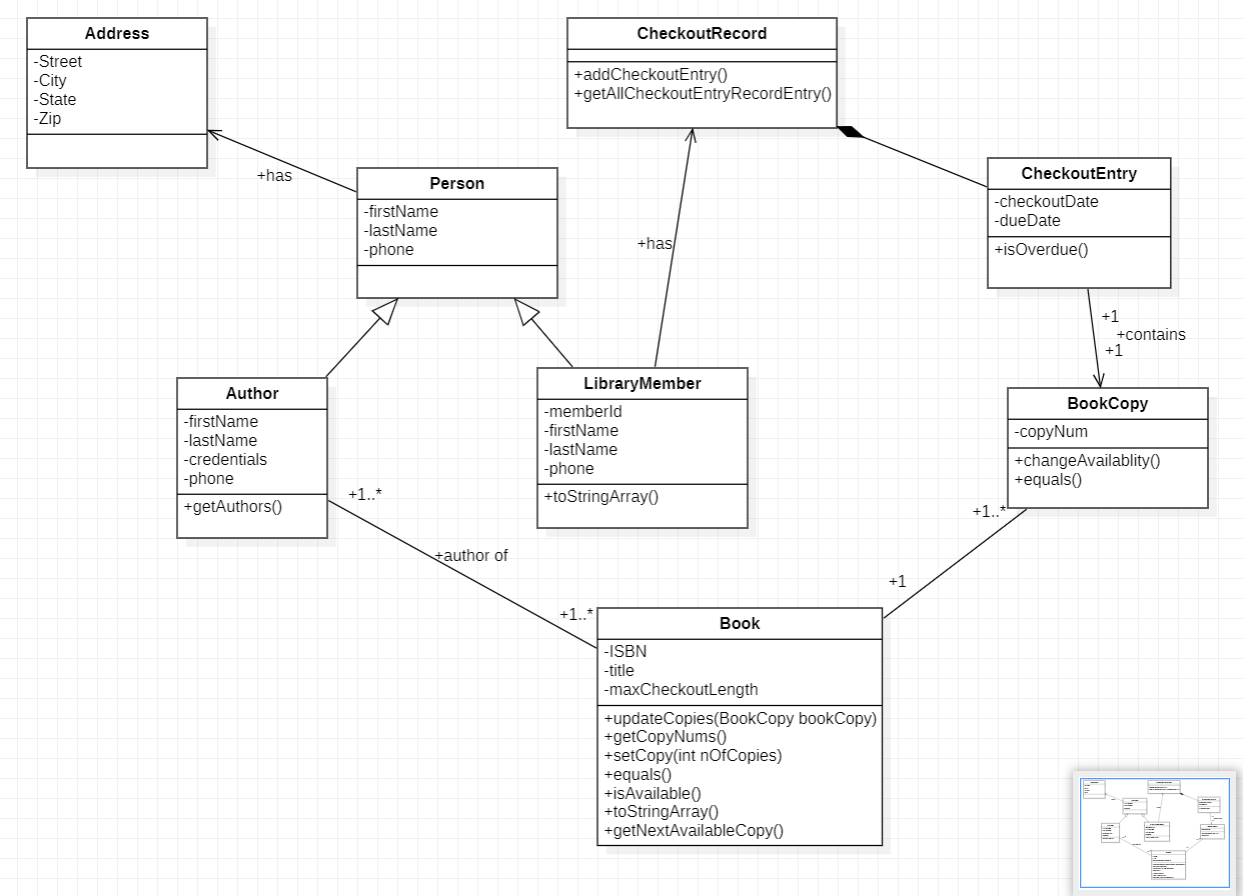 Address
-Street
-City
-State
-Zip
CheckoutRecord
+addCheckoutEntry()
+getAllCheckoutEntryRecordEntry()
+has
Person
-firstName
-lastName
-phone
CheckoutEntry
-checkoutDate
-dueDate
+isOverdue()
+has
+1
+contains
+1
Author
-firstName
-lastName
-credentials
-phone
+getAuthors()
LibraryMember
-memberId
-firstName
-lastName
-phone
+toStringArray()
BookCopy
-copyNum
+changeAvailablity()
+equals()
+1..*
+author of
+1..*
+1..*
+1
Book
-ISBN
-title
-maxCheckoutLength
+updateCopies(BookCopy bookCopy)
+getCopyNums()
+setCopy(int nOfCopies)
+equals()
+isAvailable()
+toStringArray()
+getNextAvailableCopy()